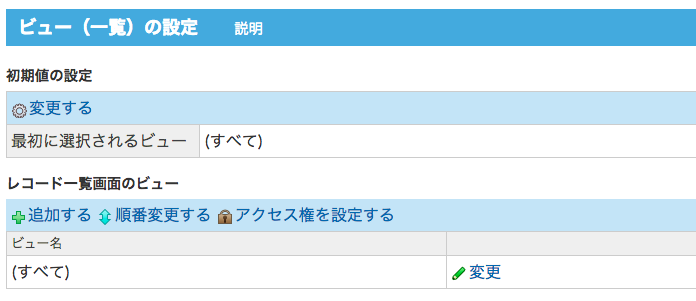 ビュー（一覧）の設定 説明
初期値の設定
変更する
最初に選択されるビュー (すべて)
レコード一覧画面のビュー
追加する 順番変更する アクセス権を設定する
ビュー名
(すべて) 変更